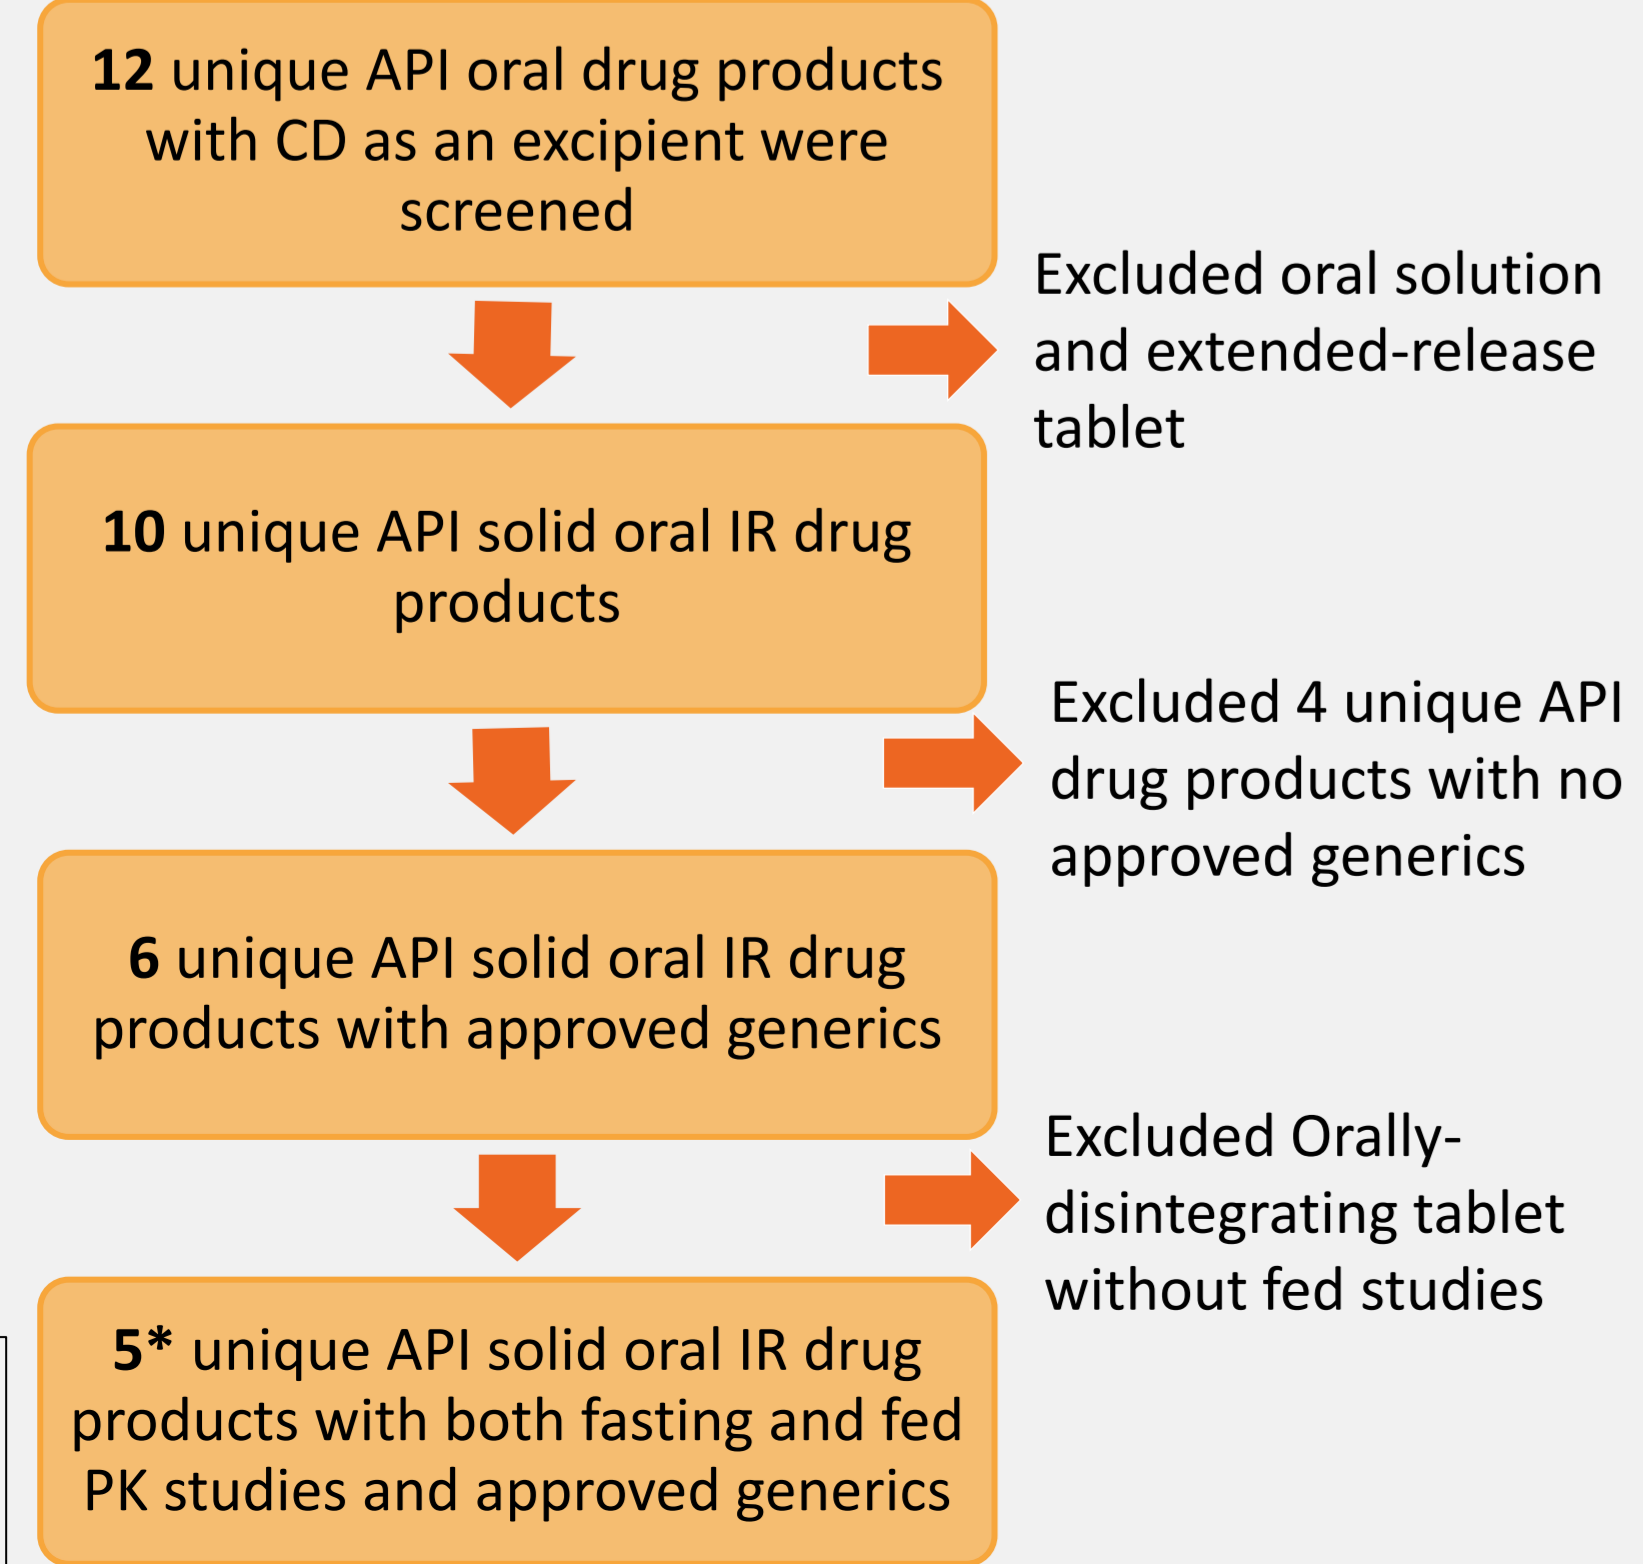 12 unique API oral drug products
with CD as an excipient were
screened
Excluded oral solution
and extended-release
tablet
10 unique API solid oral IR drug
products
Excluded 4 unique API
drug products with no
approved generics
6 unique API solid oral IR drug
products with approved generics
Excluded Orally-
disintegrating tablet
without fed studies
5* unique API solid oral IR drug
products with both fasting and fed
PK studies and approved generics